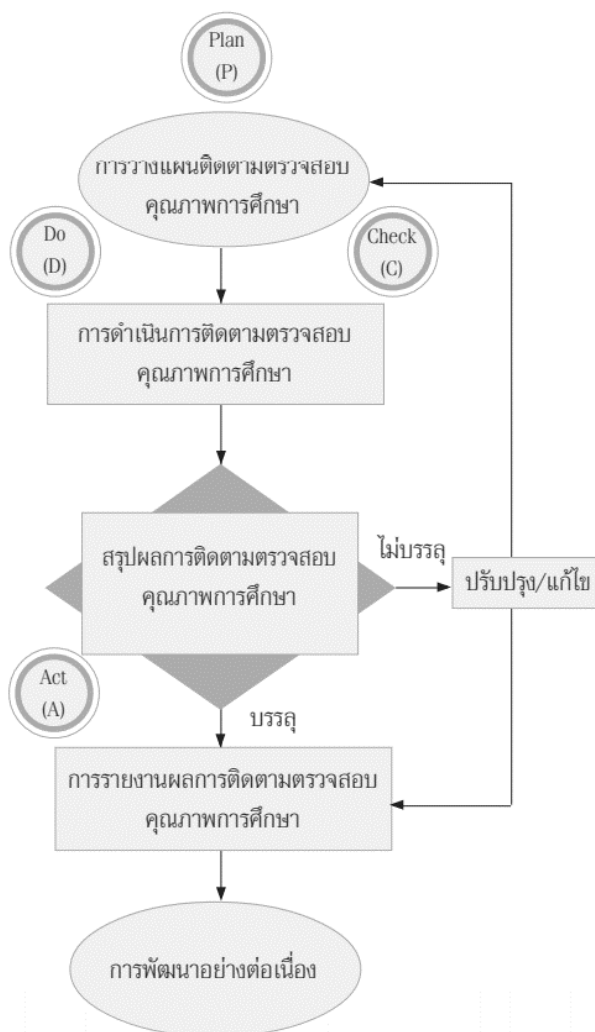 Plan
(P)
การวางแผนติดตามตรวจสอบ
คุณภาพการศึกษา
Do
(D)
Check
(C)
การดำเนินการติดตามตรวจสอบ
คุณภาพการศึกษา
สรุปผลการติดตามตรวจสอบ
คุณภาพการศึกษา
ไม่บรรลุ
ปรับปรุง/แก้ไข
Act
(A)
บรรลุ
การรายงานผลการติดตามตรวจสอบ
คุณภาพการศึกษา
การพัฒนาอย่างต่อเนื่อง